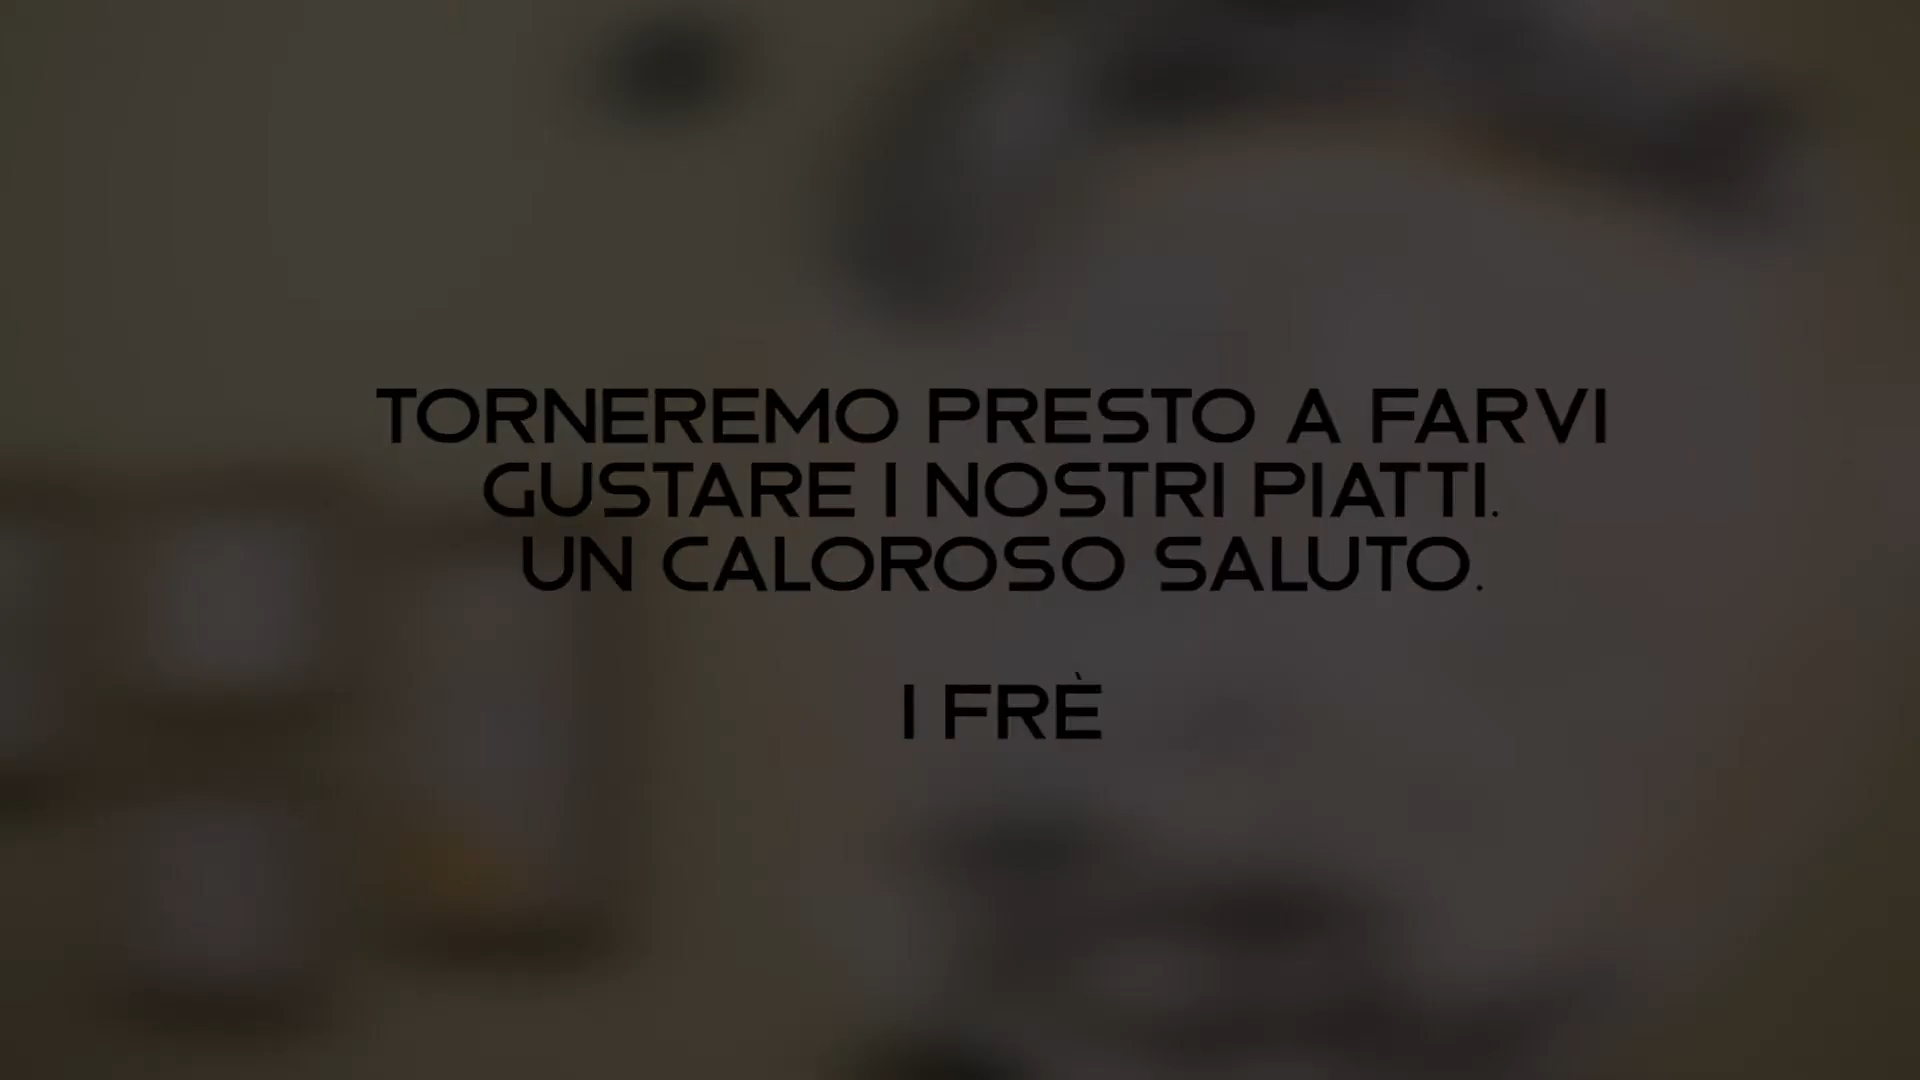 TORNEREMO PRESTO A FARVI
GUSTARE I NOSTRI PIATTI.
UN CALOROSO SALUTO.
I FRÈ